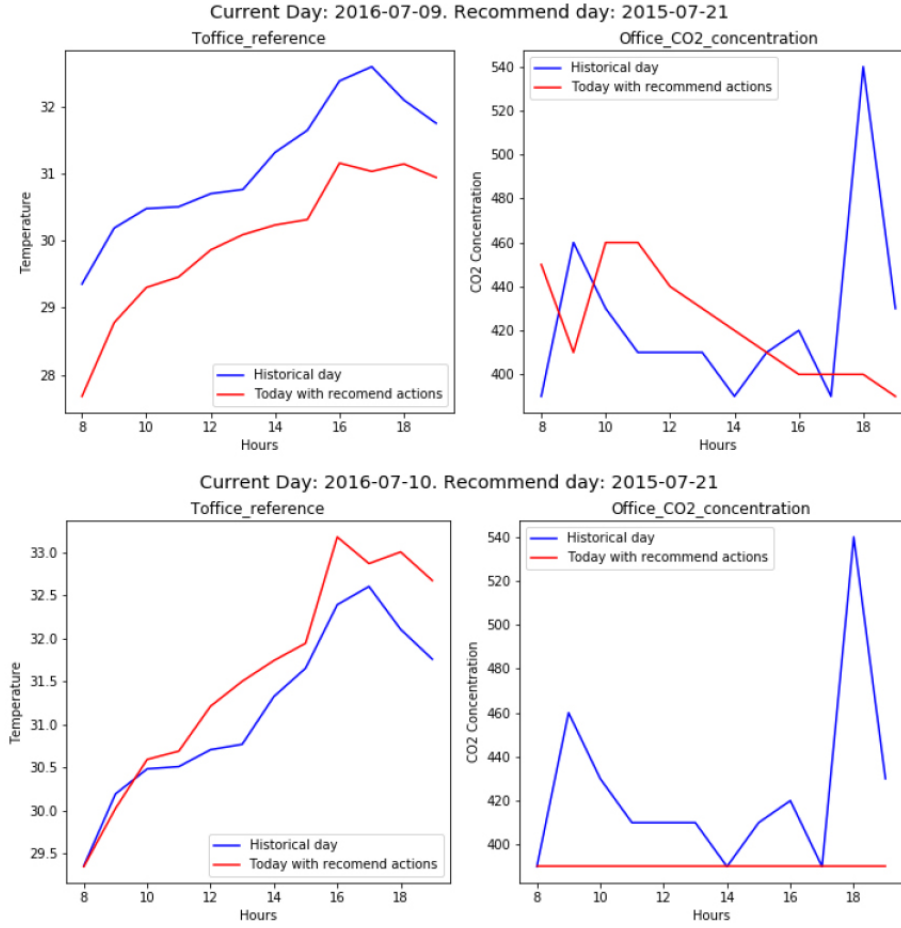 Current Day: 2016-07-09. Recommend day: 2015-07-21
Toffice_reference
32
31
30
29
28
Temperature
8 10 12 14 16 18
Hours
Historical day
Today with recomend actions
Office_CO2_concentration
540
520
500
480
460
440
420
400
CO2 Concentration
8 10 12 14 16 18
Hours
Historical day
Today with recommend actions
Current Day: 2016-07-10. Recommend day: 2015-07-21
Toffice_reference
33.0
32.5
32.0
31.5
31.0
30.5
30.0
29.5
Temperature
8 10 12 14 16 18
Hours
Historical day
Today with recomend actions
Office_CO2_concentration
540
520
500
480
460
440
420
400
CO2 Concentration
8 10 12 14 16 18
Hours
Historical day
Today with recommend actions